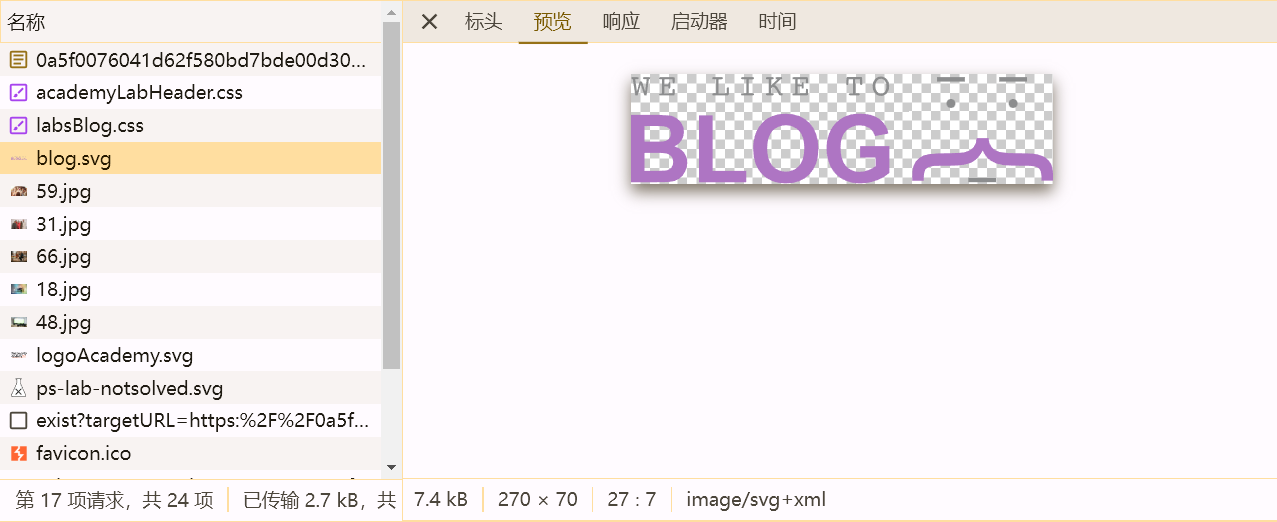 名称
0a5f0076041d62f580bd7bde00d30...
academyLabHeader.css
labsBlog.css
blog.svg
59.jpg
31.jpg
66.jpg
18.jpg
48.jpg
logoAcademy.svg
ps-lab-notsolved.svg
exist?targetURL=https:%2F%2F0a5f...
favicon.ico
第 17 项请求，共 24 项
已传输 2.7 kB，共
标头 预览 响应 启动器 时间
WE LIKE TO
BLOG
7.4 kB 270 × 70 27 : 7 image/svg+xml